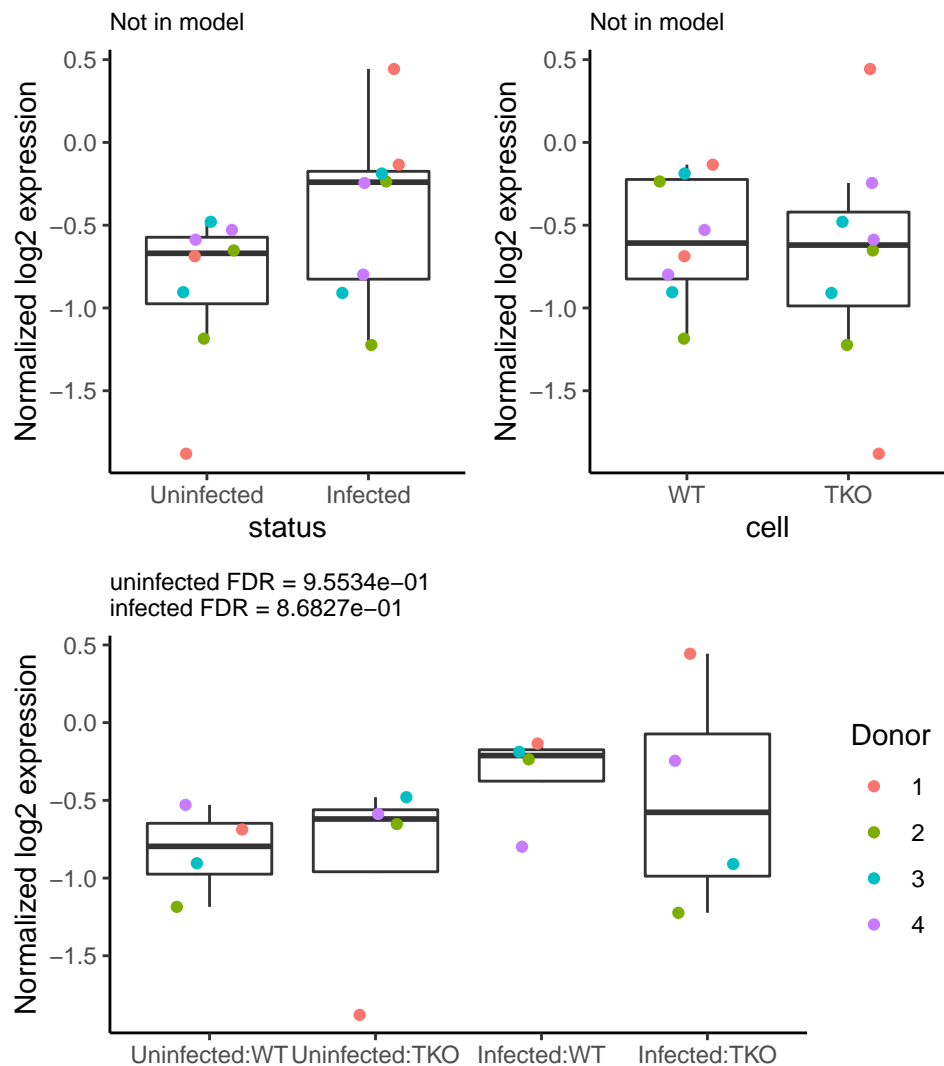 Not in model
Normalized log2 expression
0.5
0.0
−0.5
−1.0
−1.5
Uninfected Infected
status
Not in model
Normalized log2 expression
0.5
0.0
−0.5
−1.0
−1.5
WT TKO
cell
uninfected FDR = 9.5534e−01
infected FDR = 8.6827e−01
Normalized log2 expression
0.5
0.0
−0.5
−1.0
−1.5
Uninfected:WT Uninfected:TKO Infected:WT Infected:TKO
Donor
1
2
3
4